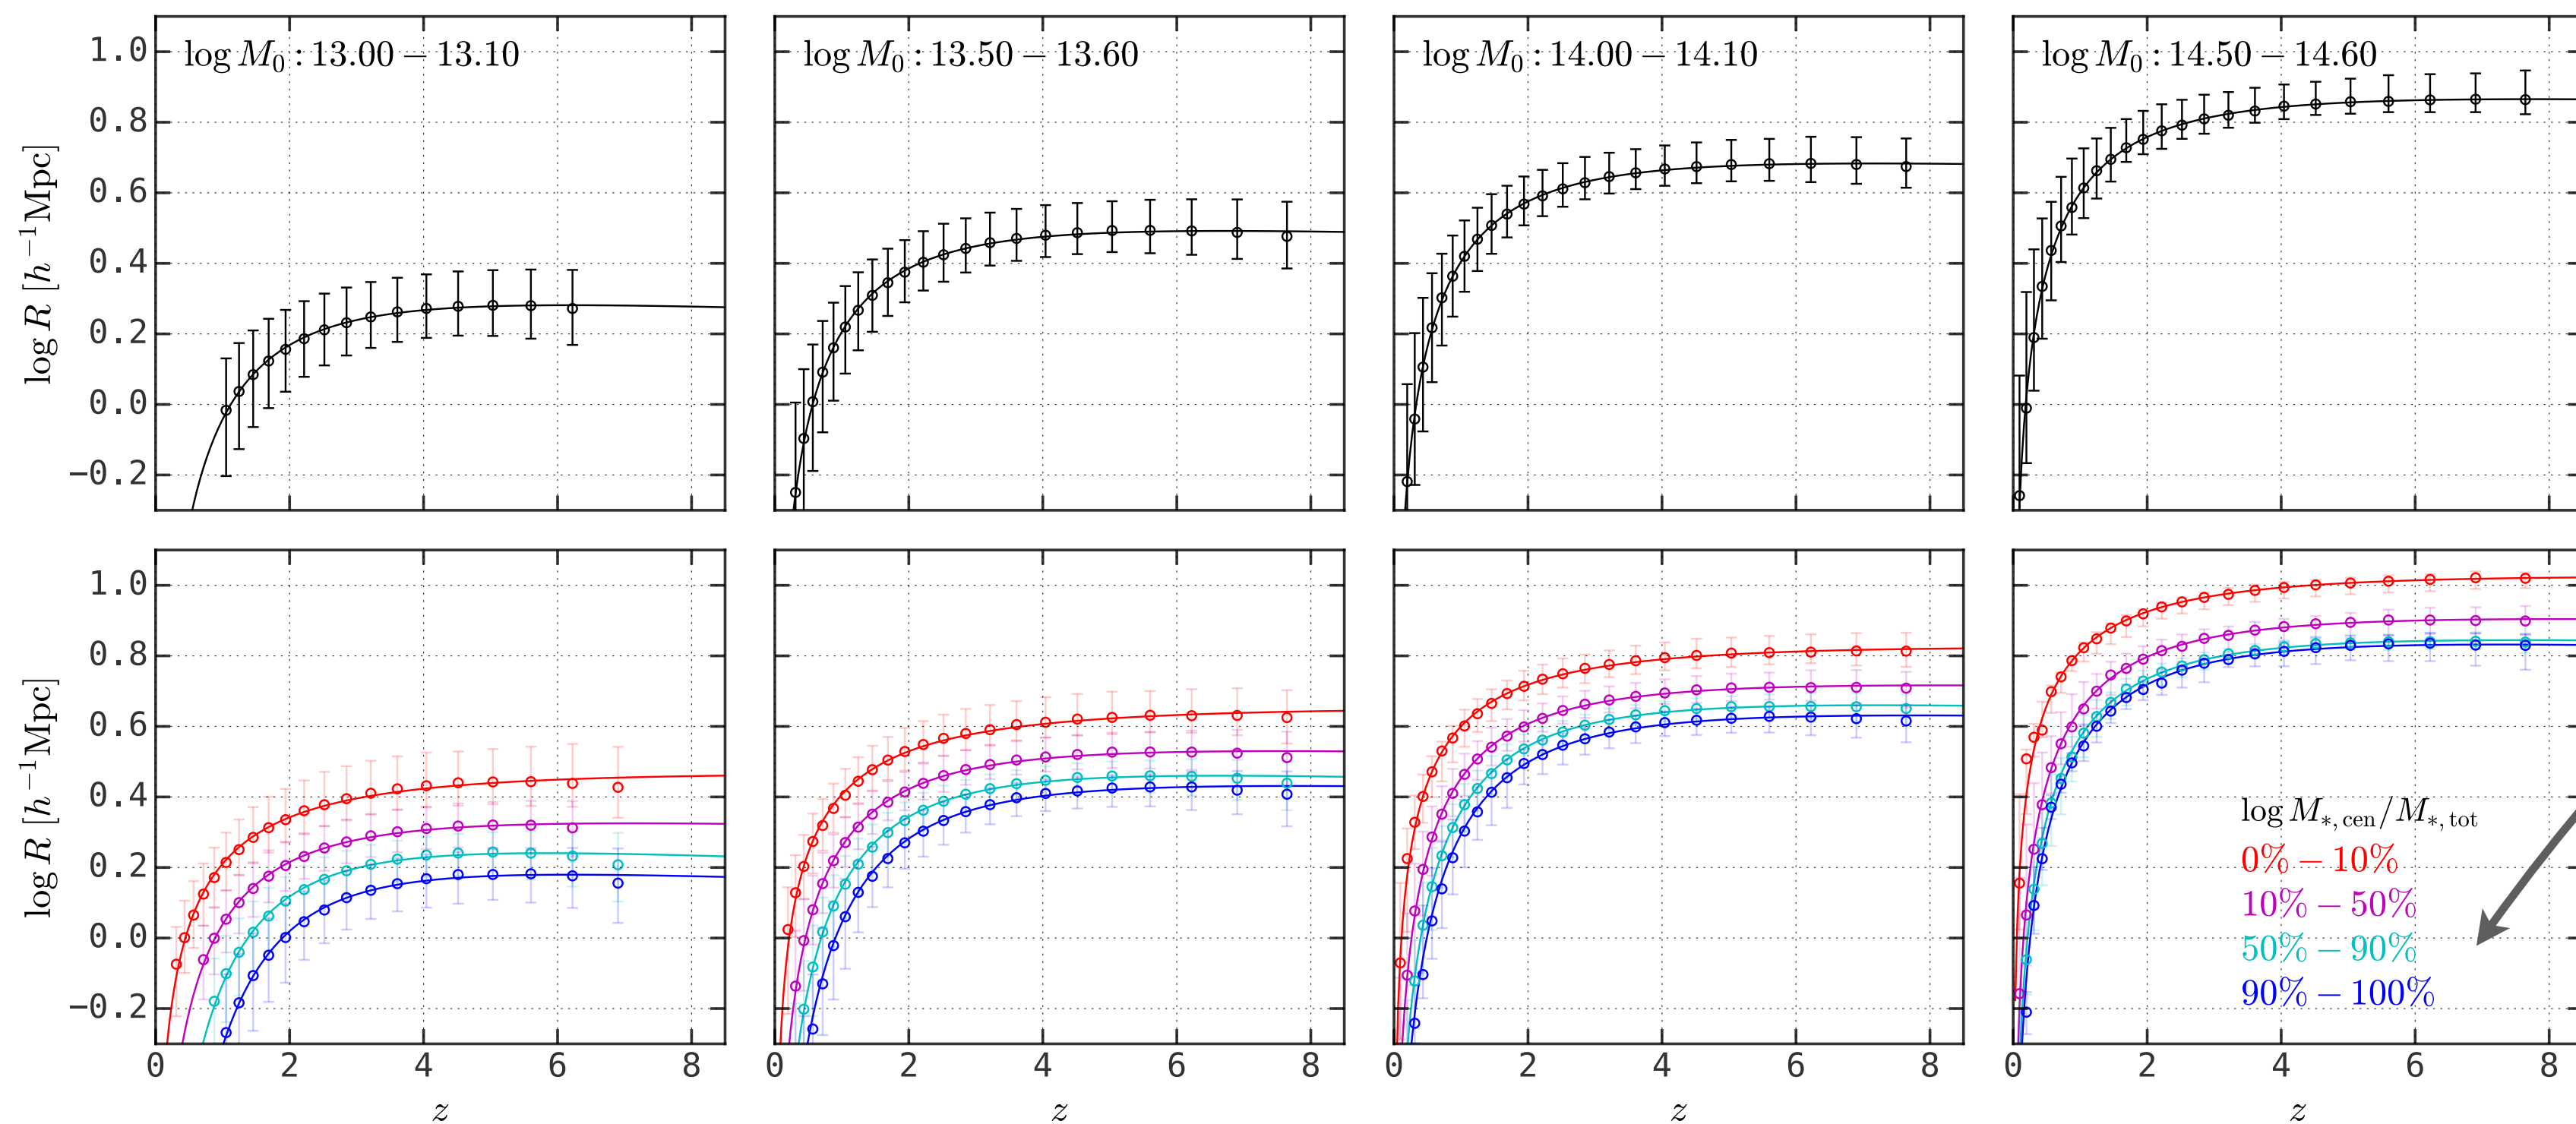 log M₀ : 13.00 − 13.10
log M₀ : 13.50 − 13.60
log M₀ : 14.00 − 14.10
log M₀ : 14.50 − 14.60
log R [h⁻¹Mpc]
1.0
0.8
0.6
0.4
0.2
0.0
−0.2
log R [h⁻¹Mpc]
1.0
0.8
0.6
0.4
0.2
0.0
−0.2
log M*,cen/M*,tot
0% − 10%
10% − 50%
50% − 90%
90% − 100%
0 2 4 6 8
0 2 4 6 8
0 2 4 6 8
0 2 4 6 8
z
z
z
z